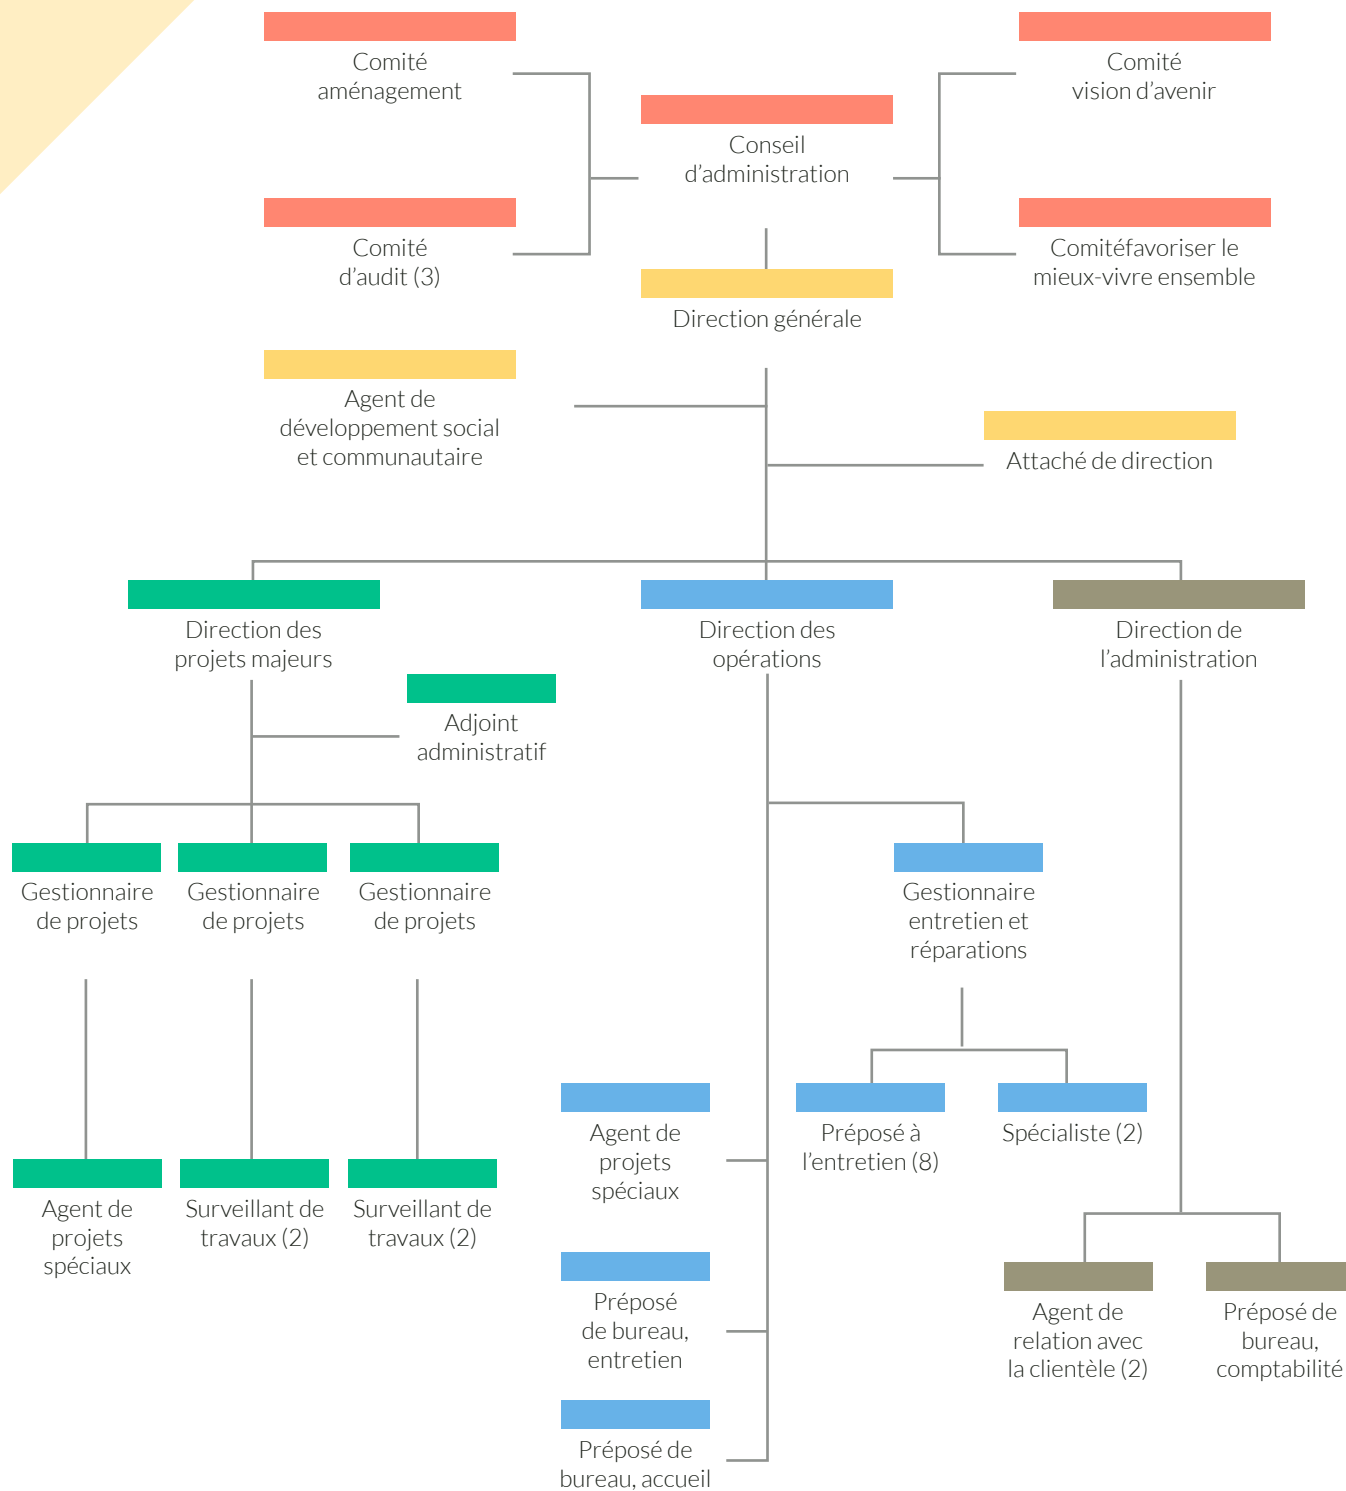 Comité
aménagement
Comité
vision d’avenir
Conseil
d’administration
Comité
d’audit (3)
Comitéfavoriser le
mieux-vivre ensemble
Direction générale
Agent de
développement social
et communautaire
Attaché de direction
Direction des
projets majeurs
Direction des
opérations
Direction de
l’administration
Adjoint
administratif
Gestionnaire
de projets
Gestionnaire
de projets
Gestionnaire
de projets
Gestionnaire
entretien et
réparations
Agent de
projets
spéciaux
Préposé à
l’entretien (8)
Spécialiste (2)
Agent de
projets
spéciaux
Surveillant de
travaux (2)
Surveillant de
travaux (2)
Préposé
de bureau,
entretien
Agent de
relation avec
la clientèle (2)
Préposé de
bureau,
comptabilité
Préposé de
bureau, accueil